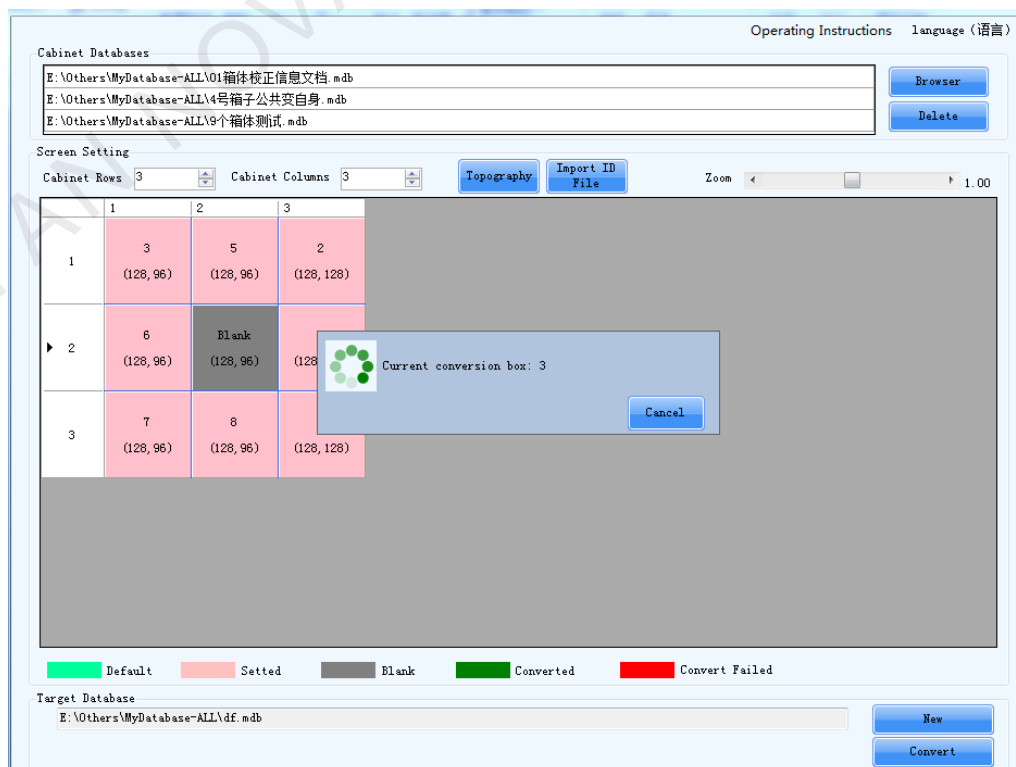 Operating Instructions language(语言)
Cabinet Databases
E:\Others\MyDatabase-ALL\01箱体校正信息文档.mdb
E:\Others\MyDatabase-ALL\4号箱子公共变自身.mdb
E:\Others\MyDatabase-ALL\9个箱体测试.mdb
Browser
Delete
Screen Setting
Cabinet Rows 3 Cabinet Columns 3 Topography Import ID File Zoom 1.00
1 2 3
1
3 5 2
(128,96) (128,96) (128,128)
2
6 Blank
(128,96) (128,96) (128
3
7 8
(128,96) (128,96) (128,128)
Current conversion box: 3
Cancel
Default Setted Blank Converted Convert Failed
Target Database
E:\Others\MyDatabase-ALL\df.mdb
New
Convert